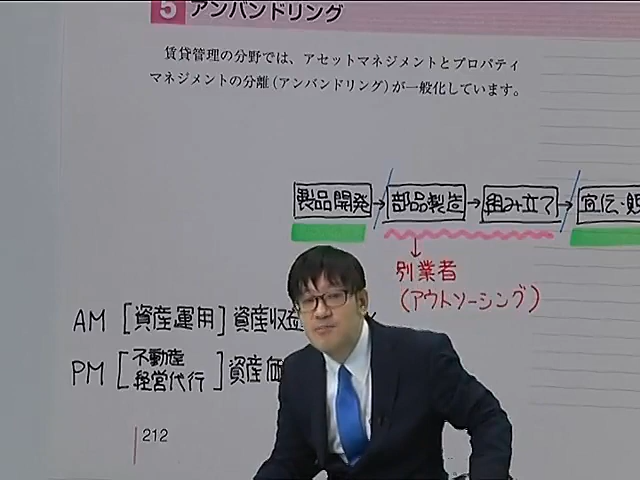 5 アンバンドリング
賃貸管理の分野では、アセットマネジメントとプロパティ
マネジメントの分離(アンバンドリング)が一般化しています。
製品開発→部品製造→組み立て→宣伝・
別業者
(アウトソーシング)
AM [資産運用] 資産収益
PM [不動産
経営代行] 資産価
212